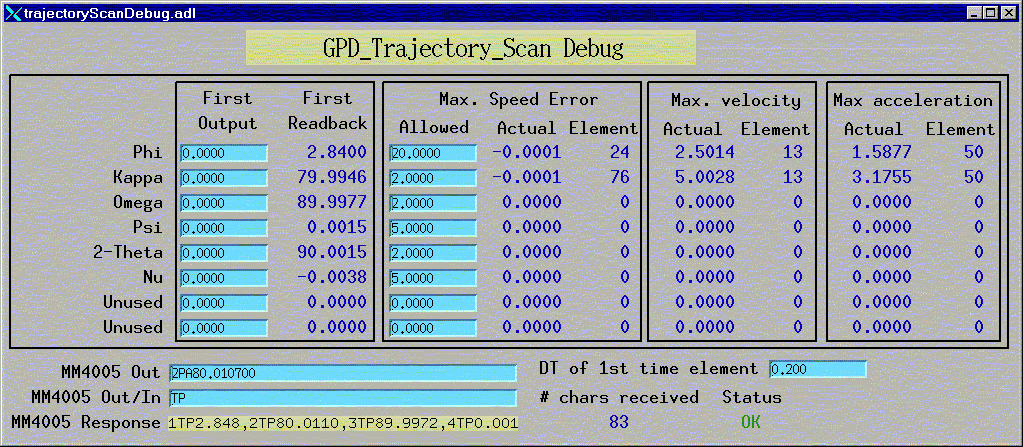 trajectoryScanDebug.adl
GPD_Trajectory_Scan Debug
First First Max. Speed Error Max. velocity Max acceleration
Output Readback Allowed Actual Element Actual Element Actual Element
Phi 0.0000 2.8400 20.0000 -0.0001 24 2.5014 13 1.5877 50
Kappa 0.0000 79.9946 2.0000 -0.0001 76 5.0028 13 3.1755 50
Omega 0.0000 89.9977 2.0000 0.0000 0 0.0000 0 0.0000 0
Psi 0.0000 0.0015 5.0000 0.0000 0 0.0000 0 0.0000 0
2-Theta 0.0000 90.0015 2.0000 0.0000 0 0.0000 0 0.0000 0
Nu 0.0000 -0.0038 5.0000 0.0000 0 0.0000 0 0.0000 0
Unused 0.0000 0.0000 0.0000 0.0000 0 0.0000 0 0.0000 0
Unused 0.0000 0.0000 0.0000 0.0000 0 0.0000 0 0.0000 0
MM4005 Out 2PA80.010700 DT of 1st time element 0.200
MM4005 Out/In TP # chars received Status
MM4005 Response 1TP2.848,2TP80.0110,3TP89.9972,4TP0.001 83 OK